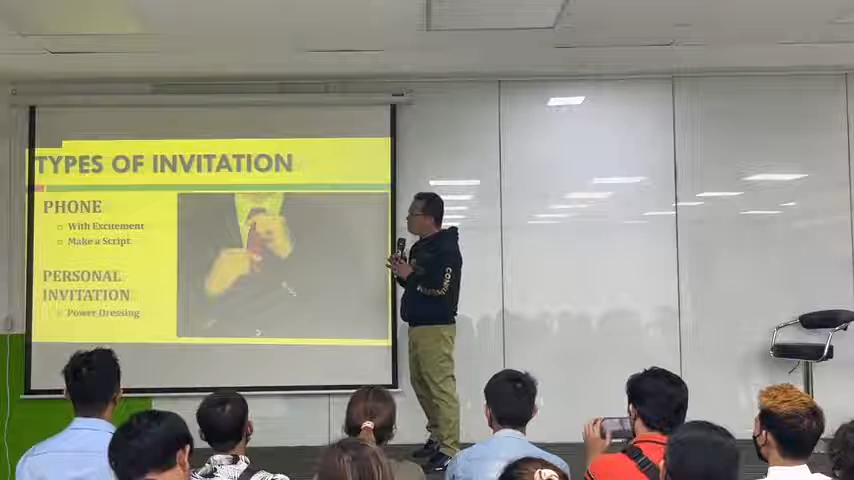 TYPES OF INVITATION
PHONE
With Excitement
Make a Script
PERSONAL
INVITATION
Power Dressing